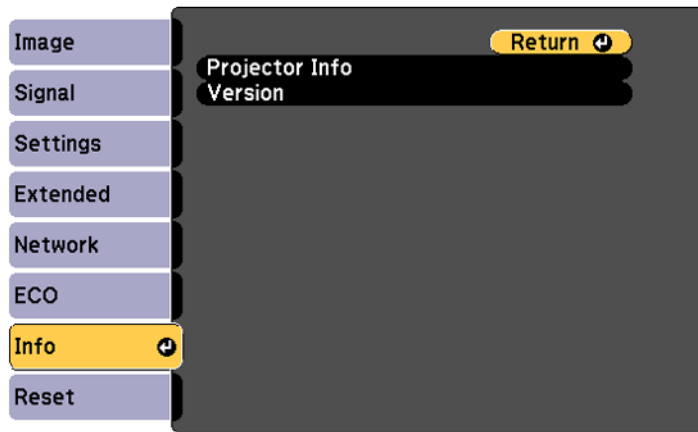 Image
Signal
Settings
Extended
Network
ECO
Info
Reset
Return
Projector Info
Version